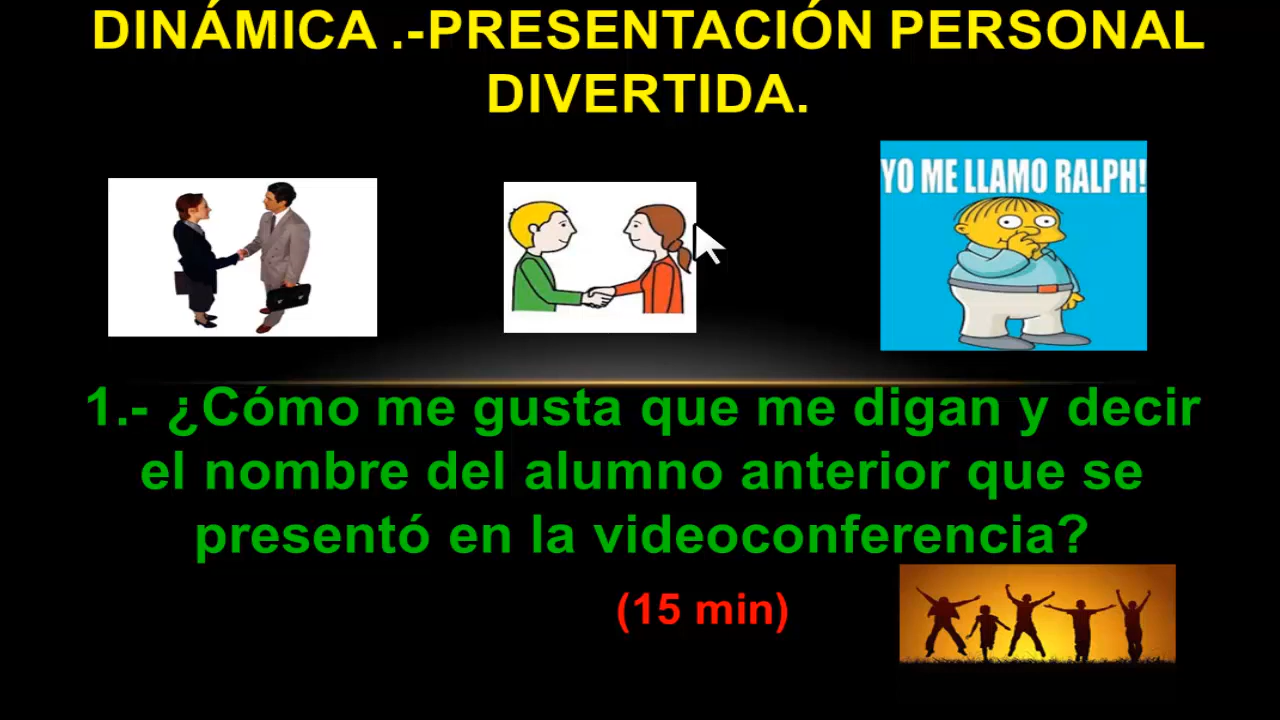 DINÁMICA .-PRESENTACIÓN PERSONAL
DIVERTIDA.
YO ME LLAMO RALPH!
1.- ¿Cómo me gusta que me digan y decir
el nombre del alumno anterior que se
presentó en la videoconferencia?
(15 min)